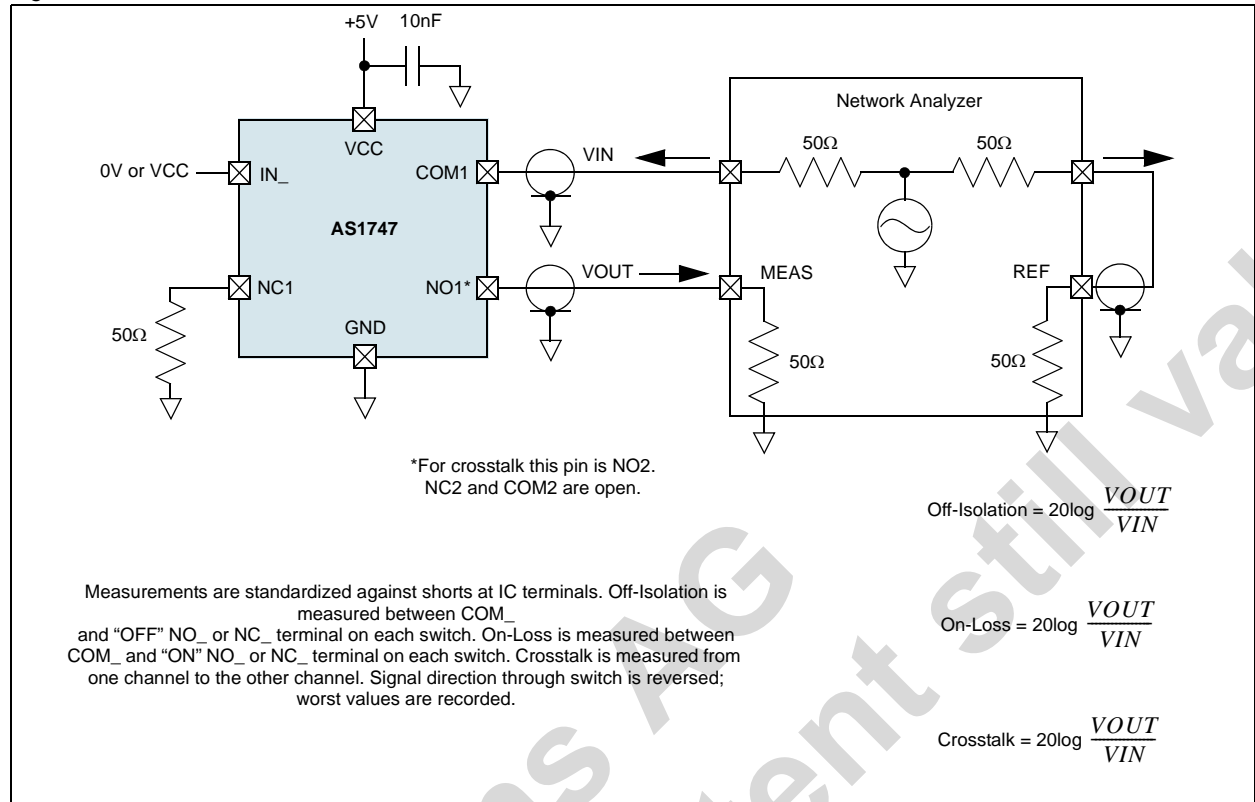 +5V 10nF
Network Analyzer
50Ω 50Ω
VCC
VIN
0V or VCC IN_ COM1
AS1747
VOUT MEAS REF
NC1 NO1*
GND
50Ω 50Ω 50Ω
*For crosstalk this pin is NO2.
NC2 and COM2 are open.
Off-Isolation = 20log VOUT
VIN
Measurements are standardized against shorts at IC terminals. Off-Isolation is
measured between COM_
and “OFF” NO_ or NC_ terminal on each switch. On-Loss is measured between
COM_ and “ON” NO_ or NC_ terminal on each switch. Crosstalk is measured from
one channel to the other channel. Signal direction through switch is reversed;
worst values are recorded.
On-Loss = 20log VOUT
VIN
Crosstalk = 20log VOUT
VIN
AG
still